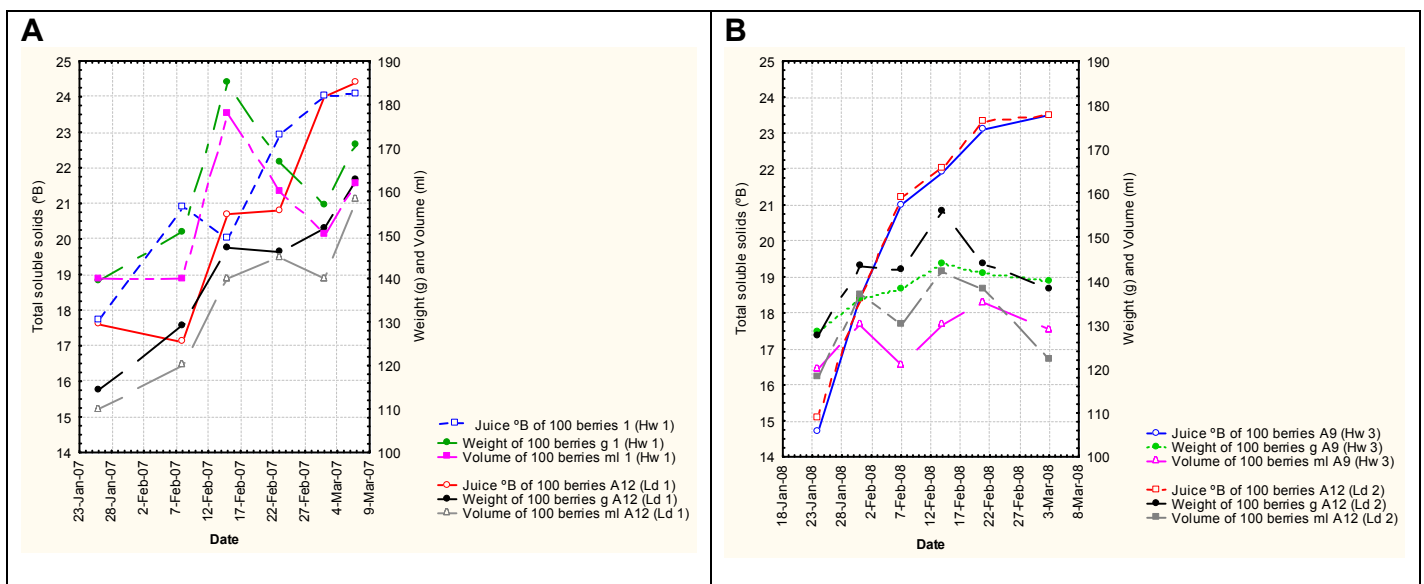 A
25
24
23
22
21
20
19
18
17
16
15
14
Total soluble solids (ºB)
190
180
170
160
150
140
130
120
110
100
Weight (g) and Volume (ml)
23-Jan-07
28-Jan-07
2-Feb-07
7-Feb-07
12-Feb-07
17-Feb-07
22-Feb-07
27-Feb-07
4-Mar-07
9-Mar-07
Date
Juice ºB of 100 berries 1 (Hw 1)
Weight of 100 berries g 1 (Hw 1)
Volume of 100 berries ml 1 (Hw 1)
Juice ºB of 100 berries A12 (Ld 1)
Weight of 100 berries g A12 (Ld 1)
Volume of 100 berries ml A12 (Ld 1)
B
25
24
23
22
21
20
19
18
17
16
15
14
Total soluble solids (ºB)
190
180
170
160
150
140
130
120
110
100
Weight (g) and Volume (ml)
18-Jan-08
23-Jan-08
28-Jan-08
2-Feb-08
7-Feb-08
12-Feb-08
17-Feb-08
22-Feb-08
27-Feb-08
3-Mar-08
8-Mar-08
Date
Juice ºB of 100 berries A9 (Hw 3)
Weight of 100 berries g A9 (Hw 3)
Volume of 100 berries ml A9 (Hw 3)
Juice ºB of 100 berries A12 (Ld 2)
Weight of 100 berries g A12 (Ld 2)
Volume of 100 berries ml A12 (Ld 2)